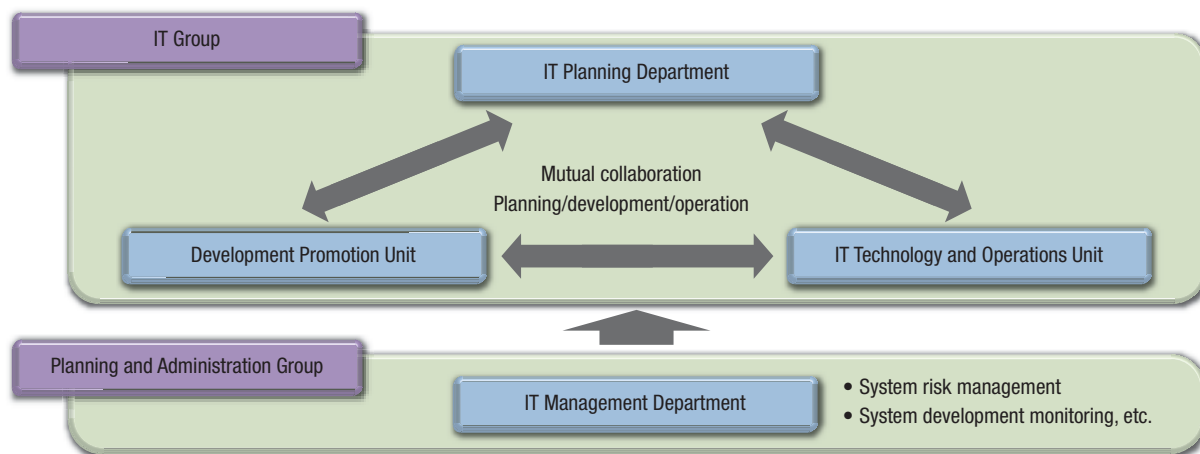 IT Group
IT Planning Department
Mutual collaboration
Planning/development/operation
Development Promotion Unit
IT Technology and Operations Unit
Planning and Administration Group
IT Management Department
• System risk management
• System development monitoring, etc.